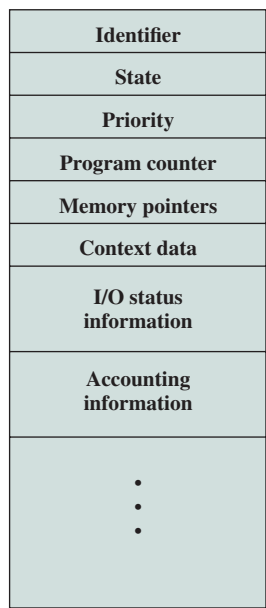 Identifier
State
Priority
Program counter
Memory pointers
Context data
I/O status
information
Accounting
information
•
•
•